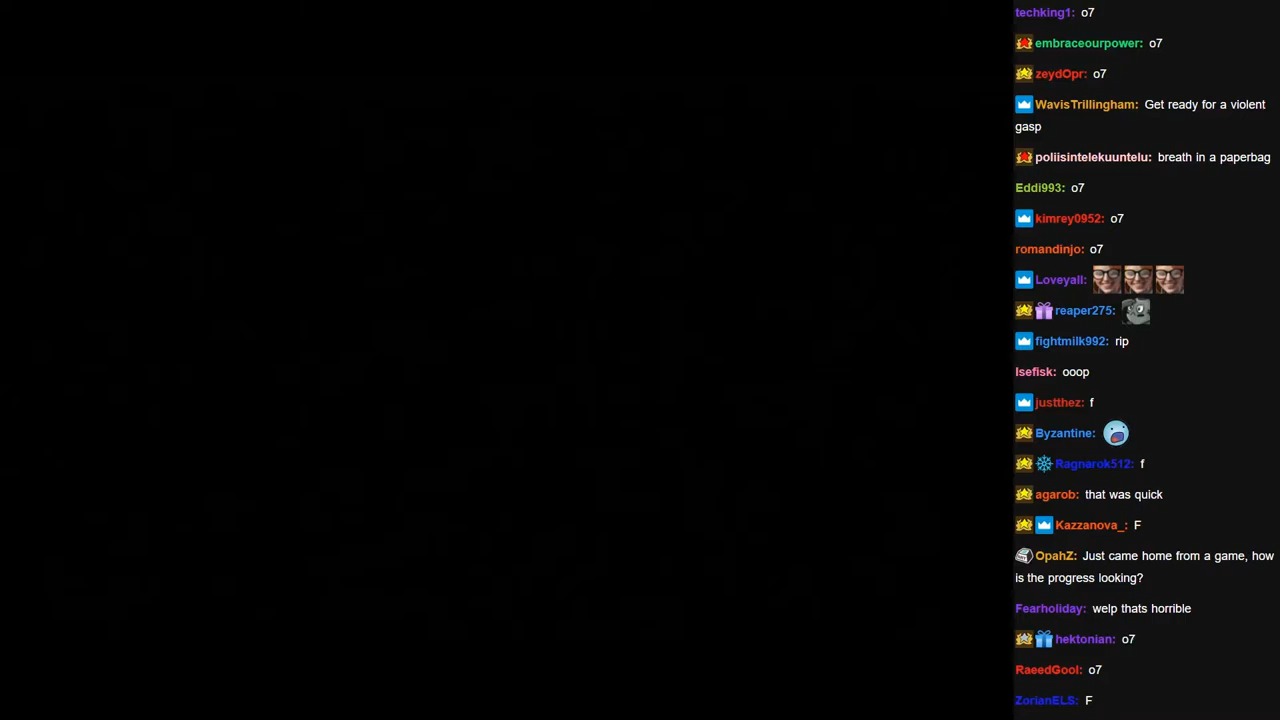 techking1: o7
embraceourpower: o7
zeydOpr: o7
WavisTrillingham: Get ready for a violent
gasp
poliisintelekuuntelu: breath in a paperbag
Eddi993: o7
kimrey0952: o7
romandinjo: o7
Loveyall:
reaper275:
fightmilk992: rip
Isefisk: ooop
justthez: f
Byzantine:
Ragnarok512: f
agarob: that was quick
Kazzanova_: F
OpahZ: Just came home from a game, how
is the progress looking?
Fearholiday: welp thats horrible
hektonian: o7
RaeedGool: o7
ZorianELS: F